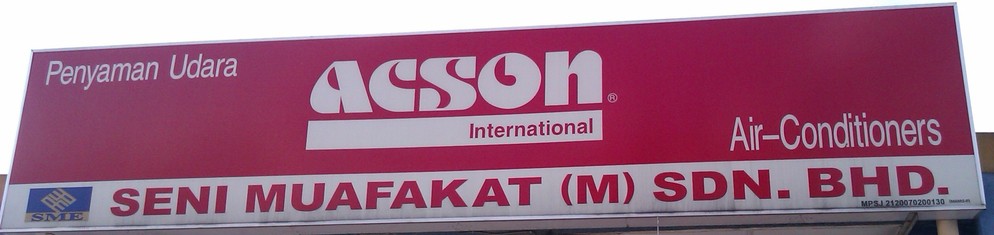 Penyaman Udara
acson ®
International
Air-Conditioners
SME
SENI MUAFAKAT (M) SDN. BHD.
MPSJ 2120070200130